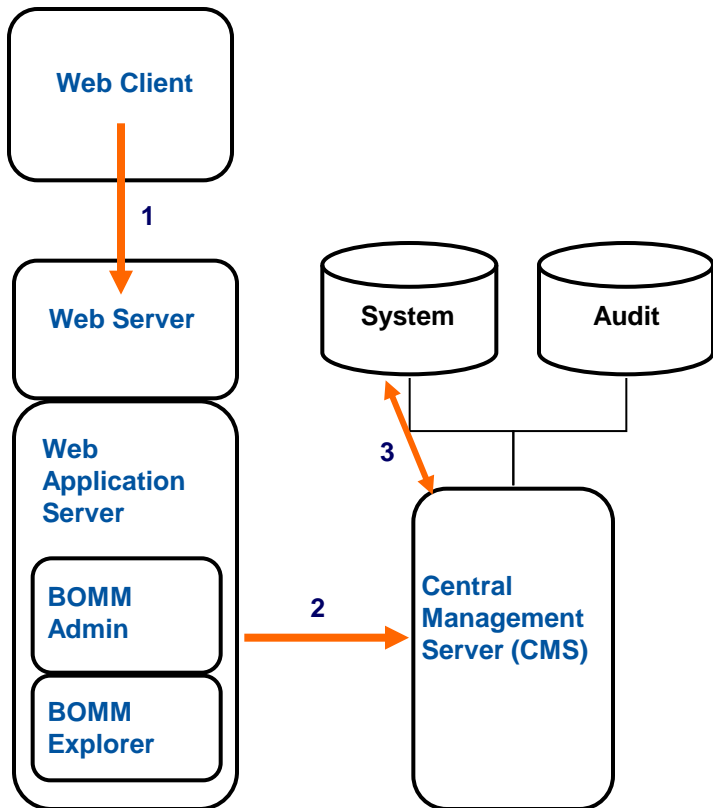 Web Client
1
Web Server
System
Audit
Web
Application
Server
3
BOMM
Admin
2
Central
Management
Server (CMS)
BOMM
Explorer